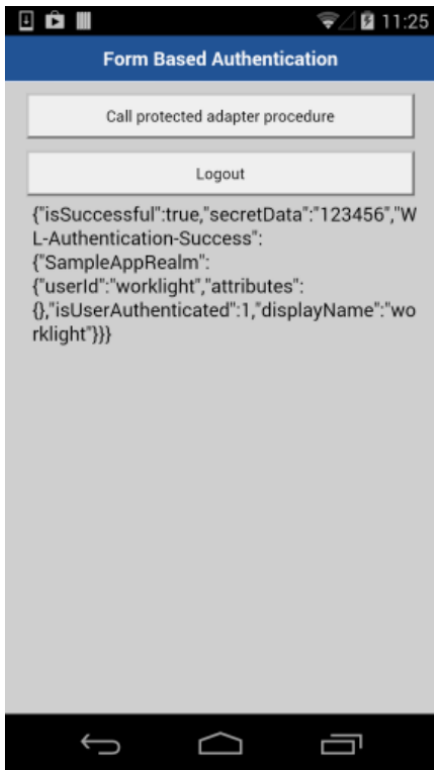 11:25
Form Based Authentication
Call protected adapter procedure
Logout
{"isSuccessful":true,"secretData":"123456","W
L-Authentication-Success":
{"SampleAppRealm":
{"userId":"worklight","attributes":
{},"isUserAuthenticated":1,"displayName":"wo
rklight"}}}